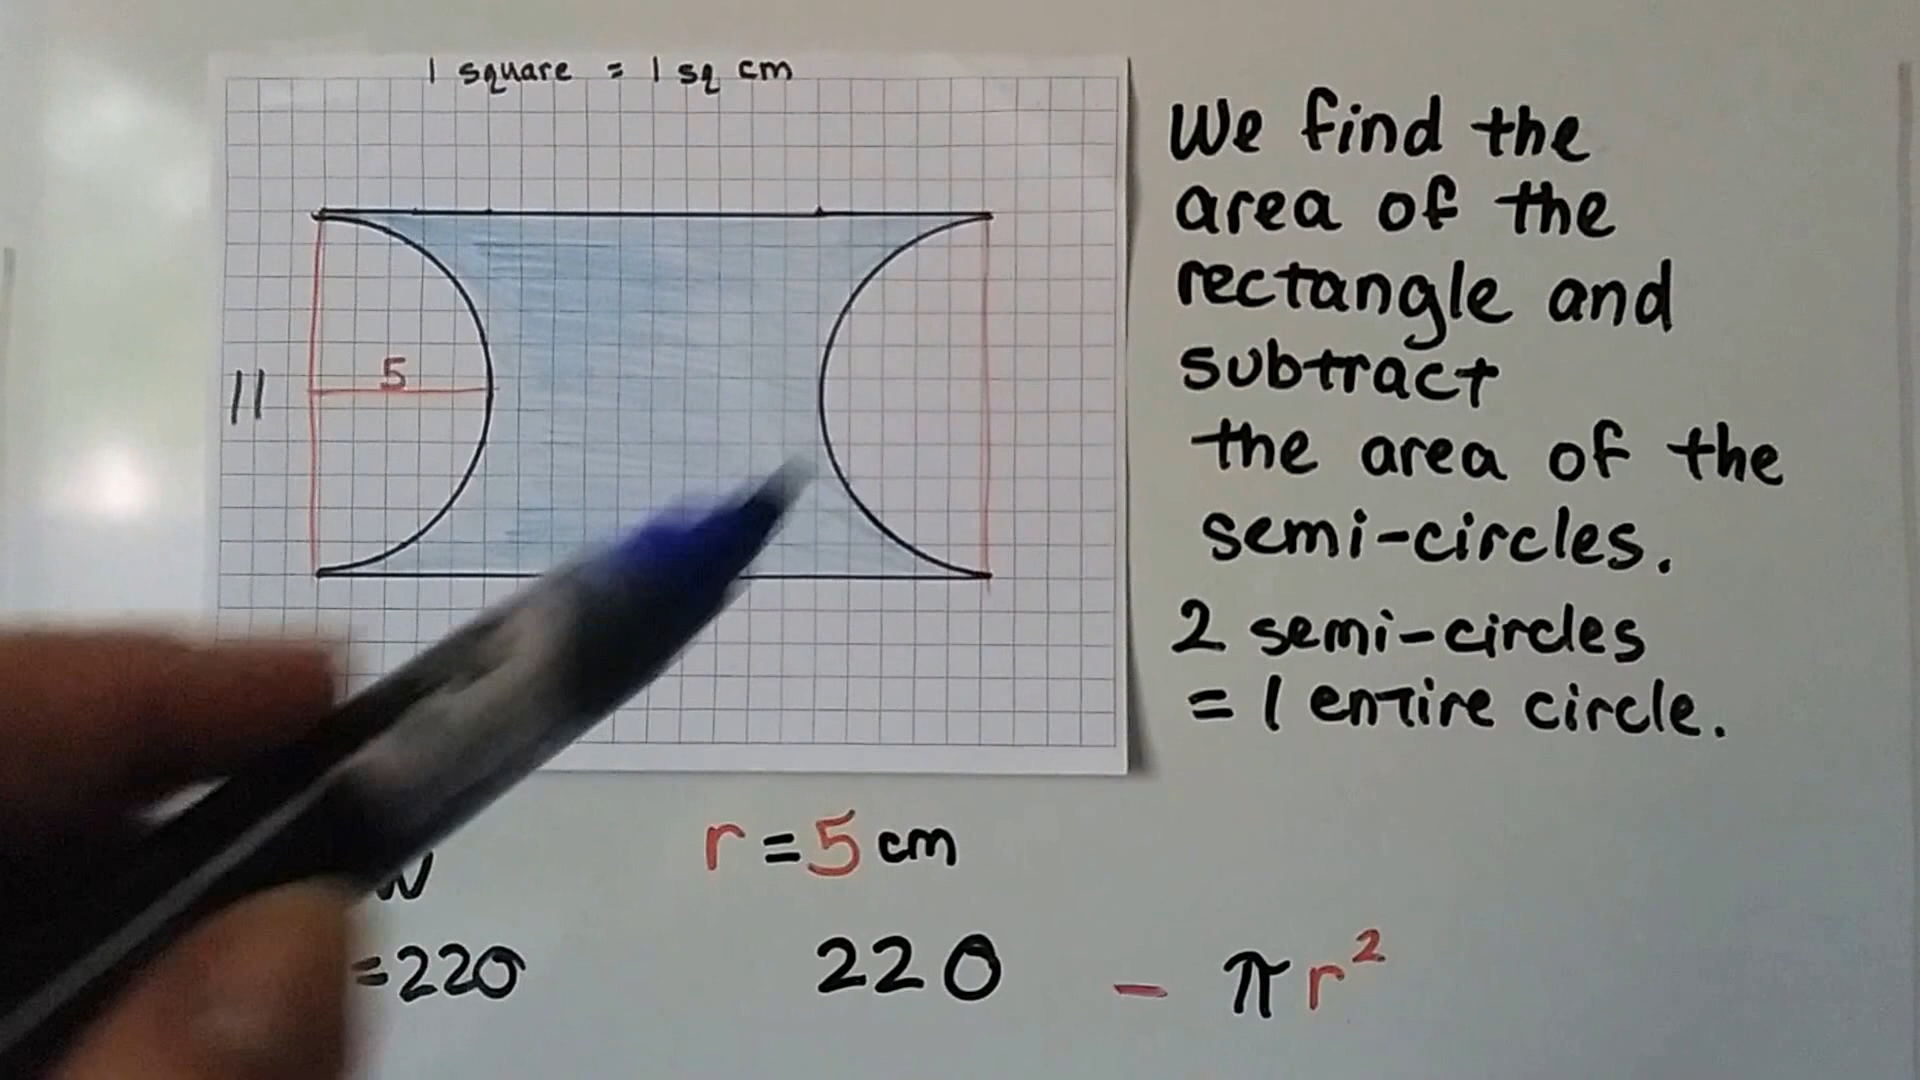 1 square = 1 sq cm
We find the
area of the
rectangle and
subtract
the area of the
semi-circles.
2 semi-circles
= 1 entire circle.
5
11
r = 5 cm
=220
220 - πr²